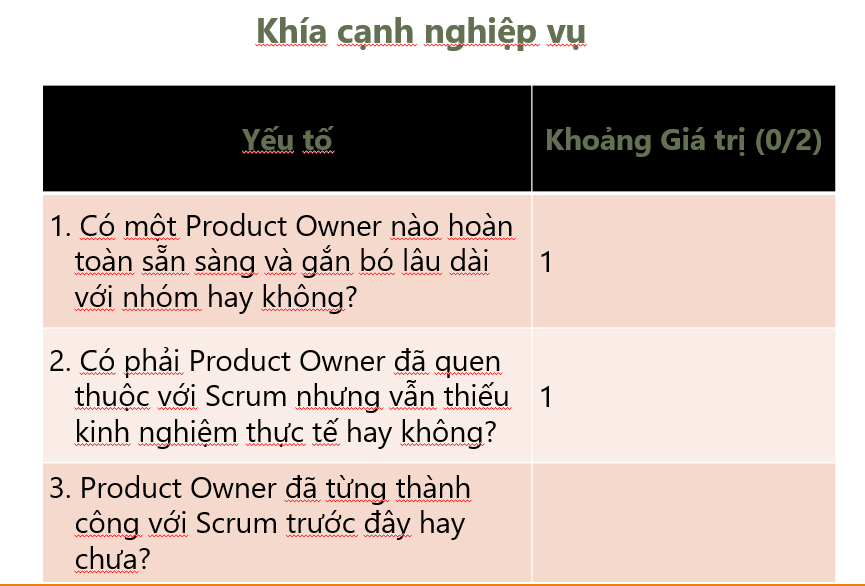 Khía cạnh nghiệp vụ
Yếu tố
Khoảng Giá trị (0/2)
1. Có một Product Owner nào hoàn
toàn sẵn sàng và gắn bó lâu dài
với nhóm hay không?
1
2. Có phải Product Owner đã quen
thuộc với Scrum nhưng vẫn thiếu
kinh nghiệm thực tế hay không?
1
3. Product Owner đã từng thành
công với Scrum trước đây hay
chưa?